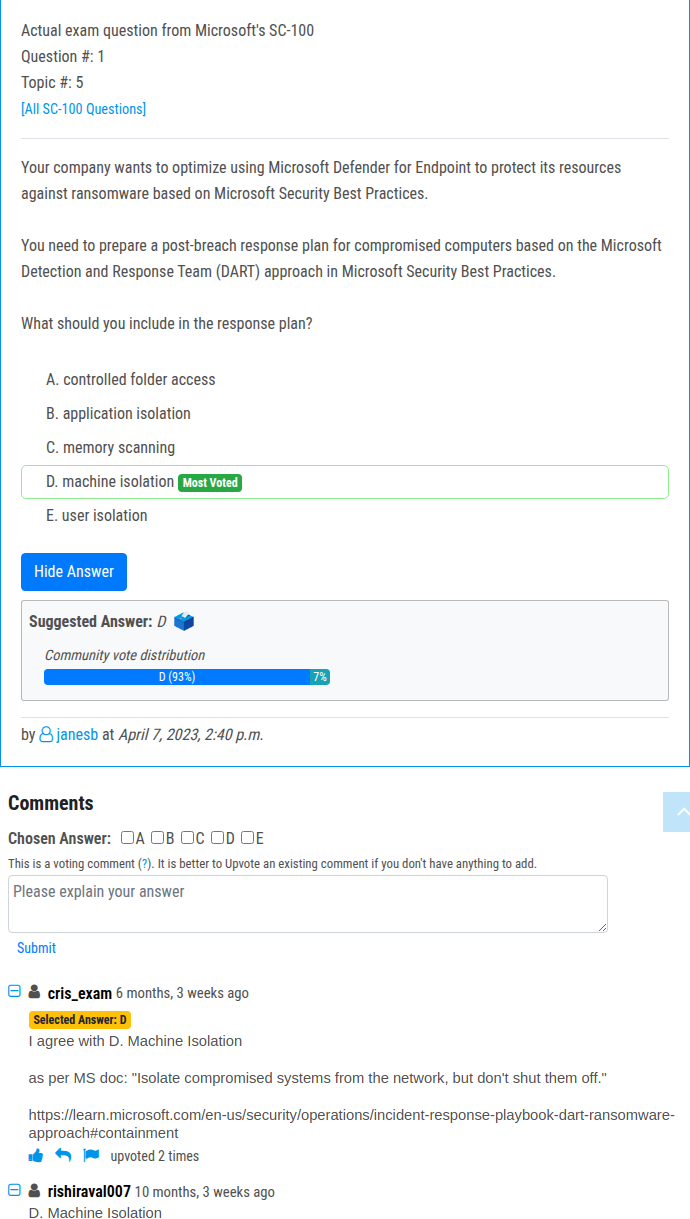 Actual exam question from Microsoft's SC-100
Question #: 1
Topic #: 5
[All SC-100 Questions]
Your company wants to optimize using Microsoft Defender for Endpoint to protect its resources
against ransomware based on Microsoft Security Best Practices.
You need to prepare a post-breach response plan for compromised computers based on the Microsoft
Detection and Response Team (DART) approach in Microsoft Security Best Practices.
What should you include in the response plan?
A. controlled folder access
B. application isolation
C. memory scanning
D. machine isolation Most Voted
E. user isolation
Hide Answer
Suggested Answer: D
Community vote distribution
D (93%) 7%
by janesb at April 7, 2023, 2:40 p.m.
Comments
Chosen Answer: A B C D E
This is a voting comment (?). It is better to Upvote an existing comment if you don't have anything to add.
Please explain your answer
Submit
cris_exam 6 months, 3 weeks ago
Selected Answer: D
I agree with D. Machine Isolation
as per MS doc: "Isolate compromised systems from the network, but don't shut them off."
https://learn.microsoft.com/en-us/security/operations/incident-response-playbook-dart-ransomware-
approach#containment
upvoted 2 times
rishiraval007 10 months, 3 weeks ago
D. Machine Isolation